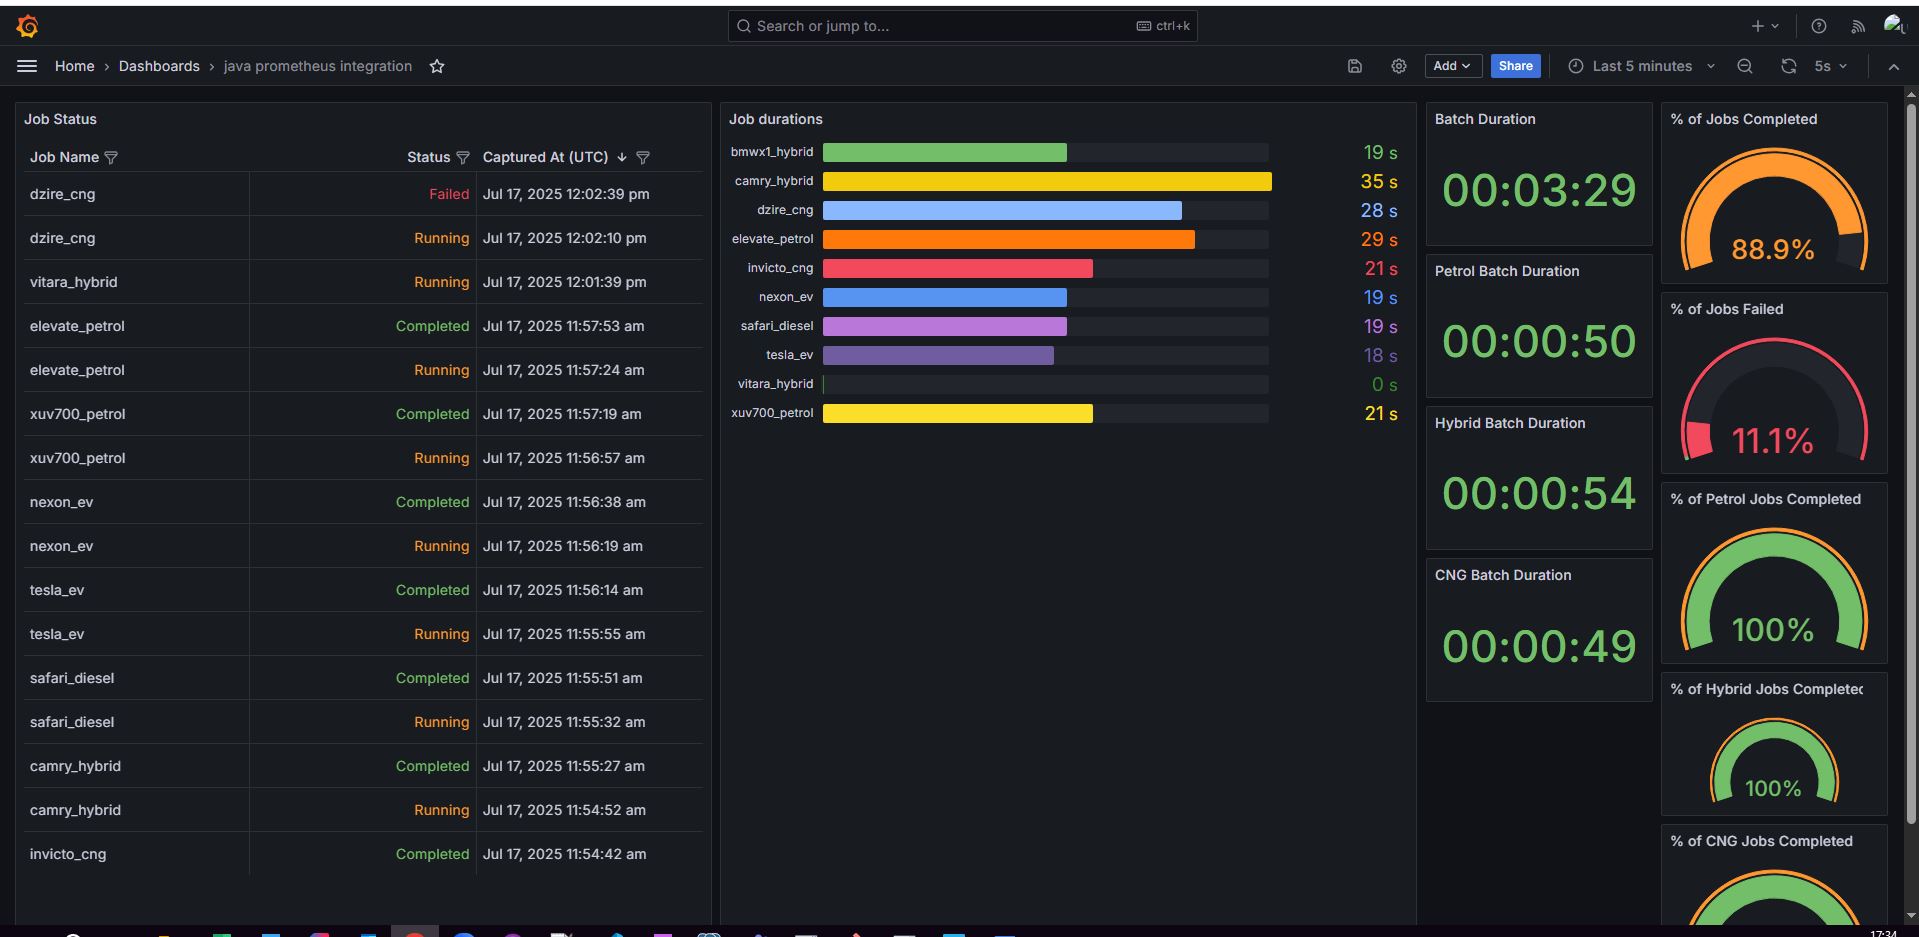 Search or jump to...
ctrl+k
Home › Dashboards › java prometheus integration
Add
Share
Last 5 minutes
5s
Job Status
Job Name Status Captured At (UTC)
dzire_cng Failed Jul 17, 2025 12:02:39 pm
dzire_cng Running Jul 17, 2025 12:02:10 pm
vitara_hybrid Running Jul 17, 2025 12:01:39 pm
elevate_petrol Completed Jul 17, 2025 11:57:53 am
elevate_petrol Running Jul 17, 2025 11:57:24 am
xuv700_petrol Completed Jul 17, 2025 11:57:19 am
xuv700_petrol Running Jul 17, 2025 11:56:57 am
nexon_ev Completed Jul 17, 2025 11:56:38 am
nexon_ev Running Jul 17, 2025 11:56:19 am
tesla_ev Completed Jul 17, 2025 11:56:14 am
tesla_ev Running Jul 17, 2025 11:55:55 am
safari_diesel Completed Jul 17, 2025 11:55:51 am
safari_diesel Running Jul 17, 2025 11:55:32 am
camry_hybrid Completed Jul 17, 2025 11:55:27 am
camry_hybrid Running Jul 17, 2025 11:54:52 am
invicto_cng Completed Jul 17, 2025 11:54:42 am
Job durations
bmwx1_hybrid 19 s
camry_hybrid 35 s
dzire_cng 28 s
elevate_petrol 29 s
invicto_cng 21 s
nexon_ev 19 s
safari_diesel 19 s
tesla_ev 18 s
vitara_hybrid 0 s
xuv700_petrol 21 s
Batch Duration
00:03:29
Petrol Batch Duration
00:00:50
Hybrid Batch Duration
00:00:54
CNG Batch Duration
00:00:49
% of Jobs Completed
88.9%
% of Jobs Failed
11.1%
% of Petrol Jobs Completed
100%
% of Hybrid Jobs Completed
100%
% of CNG Jobs Completed
17:34